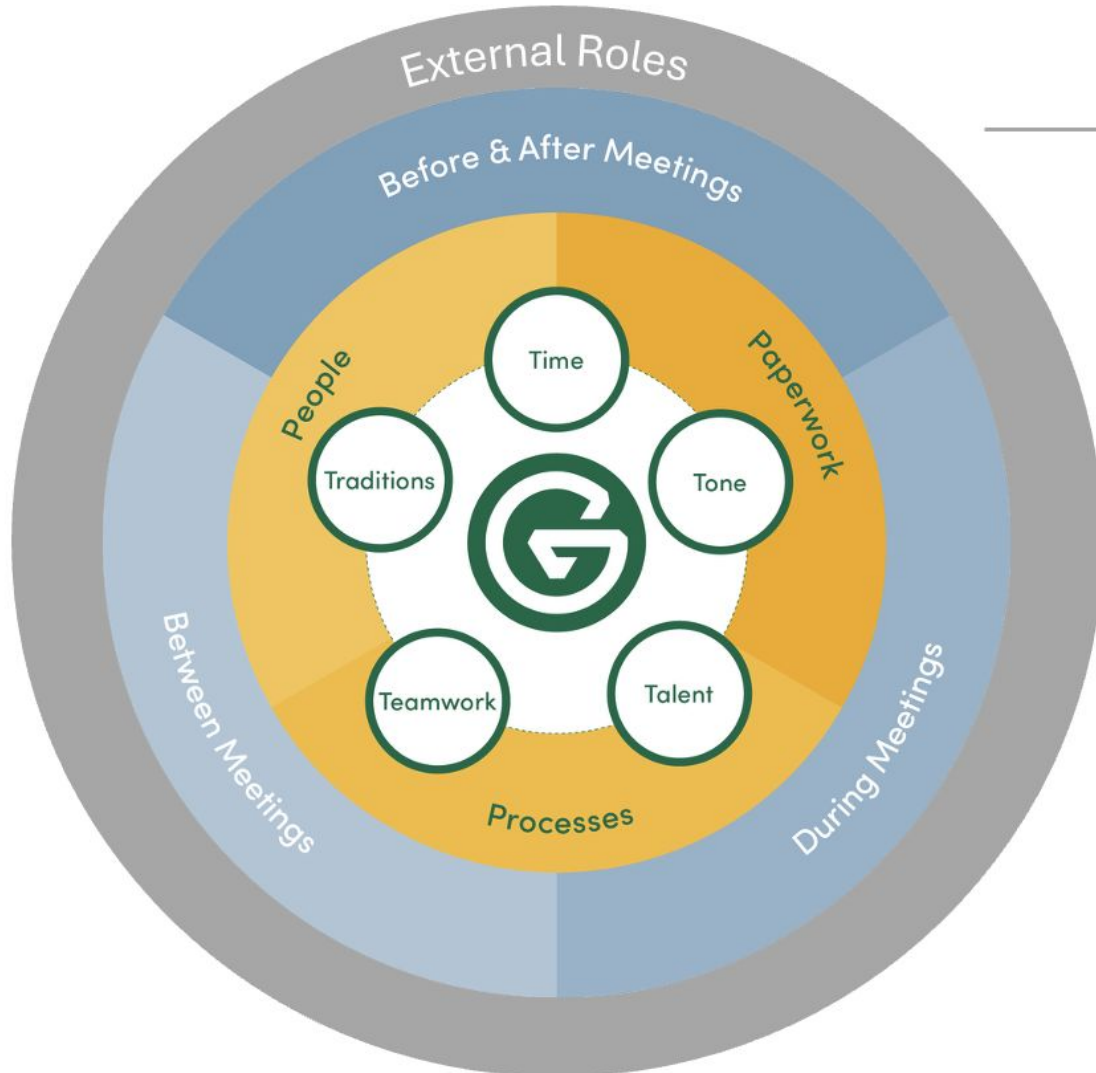 External Roles
Before & After Meetings
People
Paperwork
Time
Traditions
Tone
G
Teamwork
Talent
Between Meetings
During Meetings
Processes